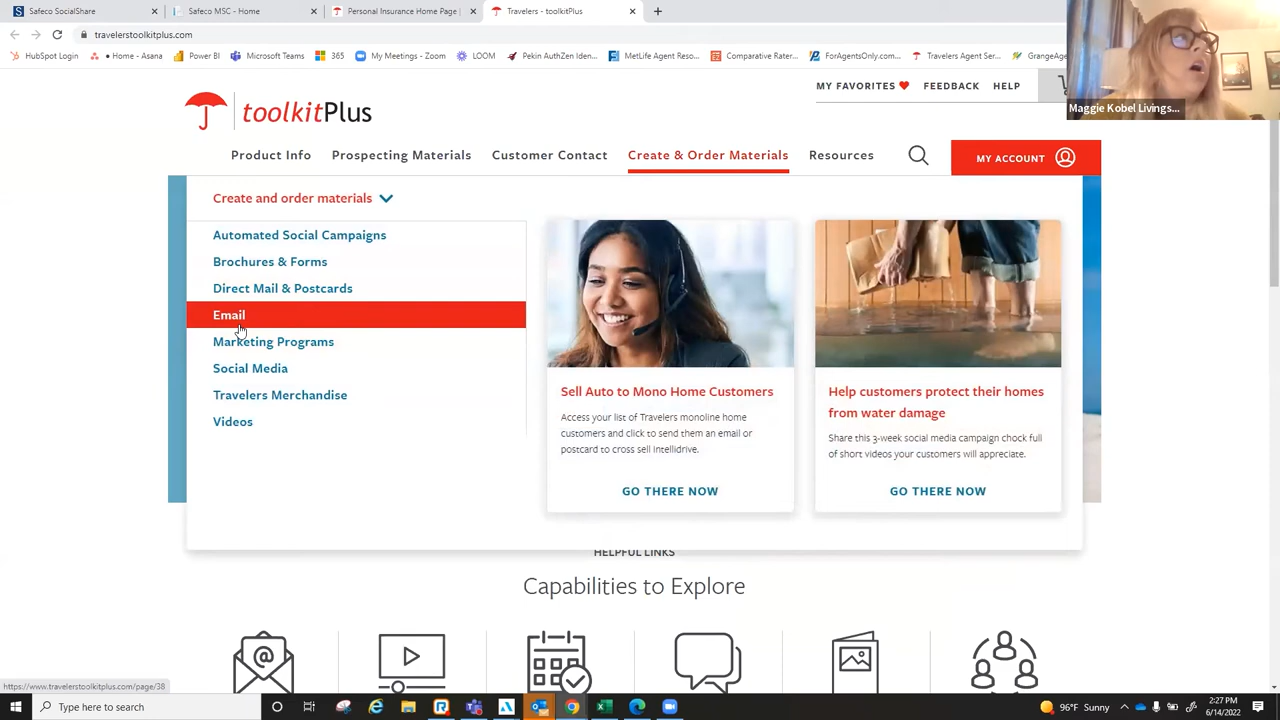 Safeco SocialShare
Safeco MSC - Home
Personal Insurance Home Page
Travelers - toolkitPlus
travelerstoolkitplus.com
HubSpot Login
Home - Asana
Power BI
Microsoft Teams
365
My Meetings - Zoom
LOOM
Pekin AuthZen Iden...
MetLife Agent Reso...
Comparative Rater...
ForAgentsOnly.com...
Travelers Agent Ser...
GrangeAge
Maggie Kobel Livings...
MY FAVORITES
FEEDBACK
HELP
toolkitPlus
Product Info
Prospecting Materials
Customer Contact
Create & Order Materials
Resources
MY ACCOUNT
Create and order materials
Automated Social Campaigns
Brochures & Forms
Direct Mail & Postcards
Email
Marketing Programs
Social Media
Travelers Merchandise
Videos
Sell Auto to Mono Home Customers
Access your list of Travelers monoline home
customers and click to send them an email or
postcard to cross sell Intellidrive.
GO THERE NOW
Help customers protect their homes
from water damage
Share this 3-week social media campaign chock full
of short videos your customers will appreciate.
GO THERE NOW
HELPFUL LINKS
Capabilities to Explore
https://www.travelerstoolkitplus.com/page/38
Type here to search
96°F Sunny
2:27 PM
6/14/2022